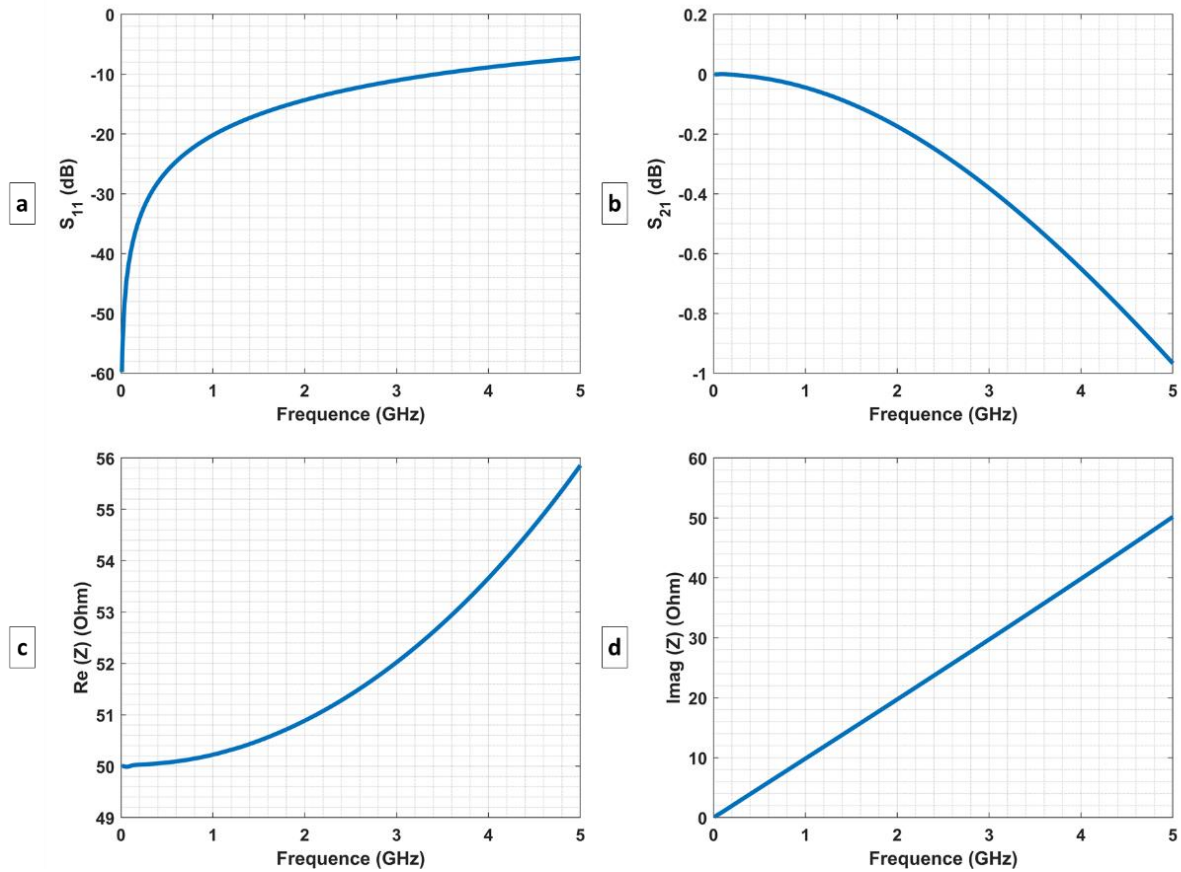 a
S11 (dB)
0
-10
-20
-30
-40
-50
-60
0 1 2 3 4 5
Frequence (GHz)
b
S21 (dB)
0.2
0
-0.2
-0.4
-0.6
-0.8
-1
0 1 2 3 4 5
Frequence (GHz)
c
Re (Z) (Ohm)
56
55
54
53
52
51
50
49
0 1 2 3 4 5
Frequence (GHz)
d
Imag (Z) (Ohm)
60
50
40
30
20
10
0
0 1 2 3 4 5
Frequence (GHz)